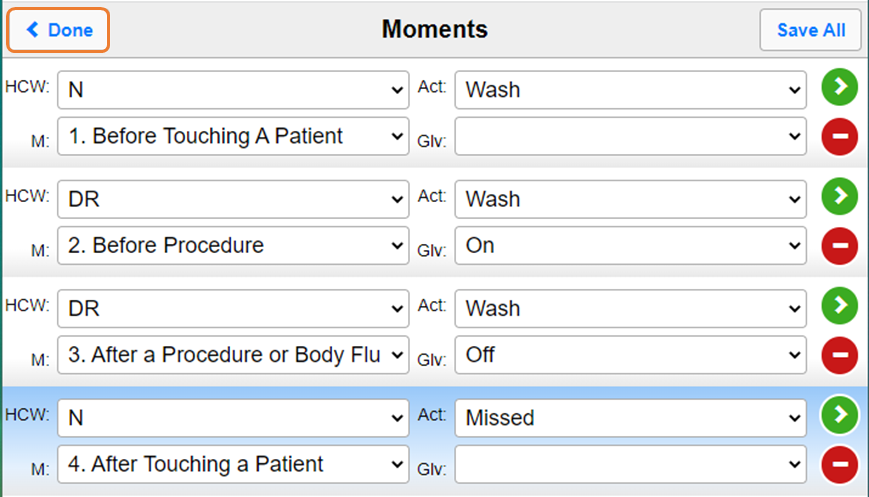 Done Moments Save All
HCW: N Act: Wash
M: 1. Before Touching A Patient Glv:
HCW: DR Act: Wash
M: 2. Before Procedure Glv: On
HCW: DR Act: Wash
M: 3. After a Procedure or Body Flu Glv: Off
HCW: N Act: Missed
M: 4. After Touching a Patient Glv: